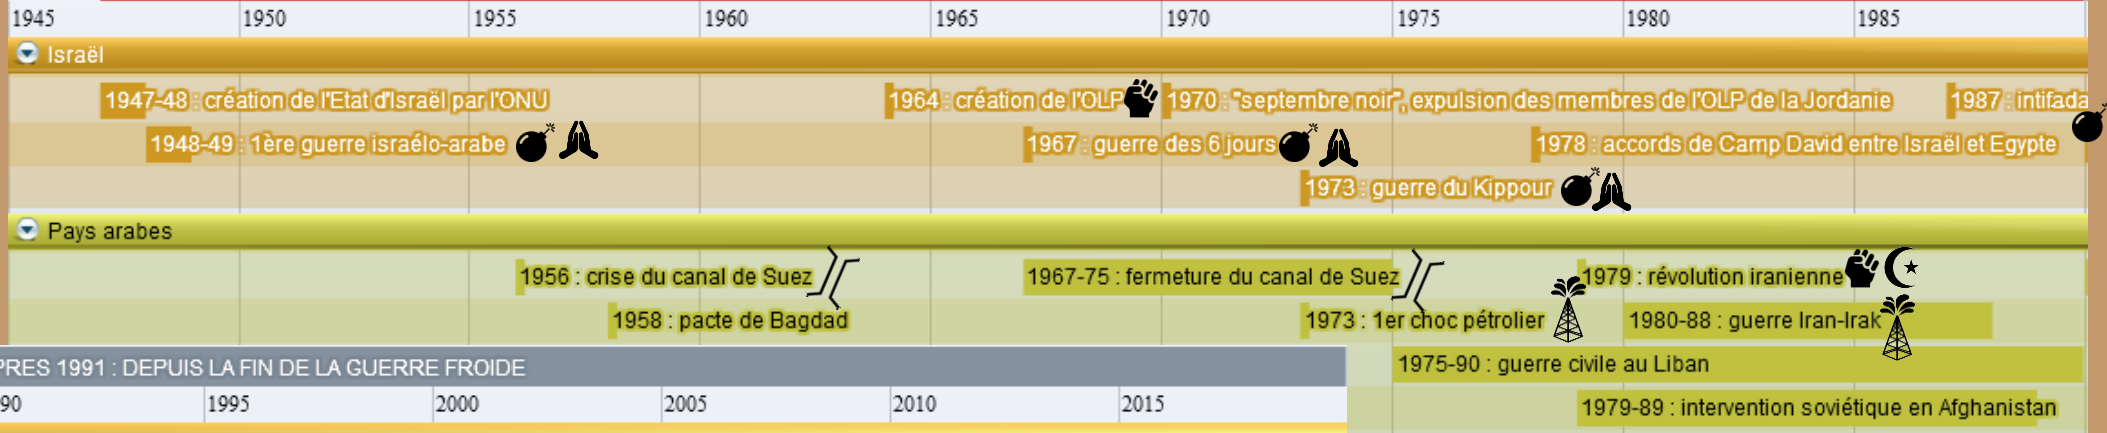 1945 1950 1955 1960 1965 1970 1975 1980 1985
Israël
1947-48 : création de l'Etat d'Israël par l'ONU 1964 : création de l'OLP 1970 : "septembre noir", expulsion des membres de l'OLP de la Jordanie 1987 : intifada
1948-49 : 1ère guerre israélo-arabe 1967 : guerre des 6 jours 1978 : accords de Camp David entre Israël et Egypte
1973 : guerre du Kippour
Pays arabes
1956 : crise du canal de Suez 1967-75 : fermeture du canal de Suez 1979 : révolution iranienne
1958 : pacte de Bagdad 1973 : 1er choc pétrolier 1980-88 : guerre Iran-Irak
PRES 1991 : DEPUIS LA FIN DE LA GUERRE FROIDE 1975-90 : guerre civile au Liban
90 1995 2000 2005 2010 2015 1979-89 : intervention soviétique en Afghanistan